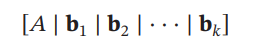 [A | b₁ | b₂ | · · · | bₖ]